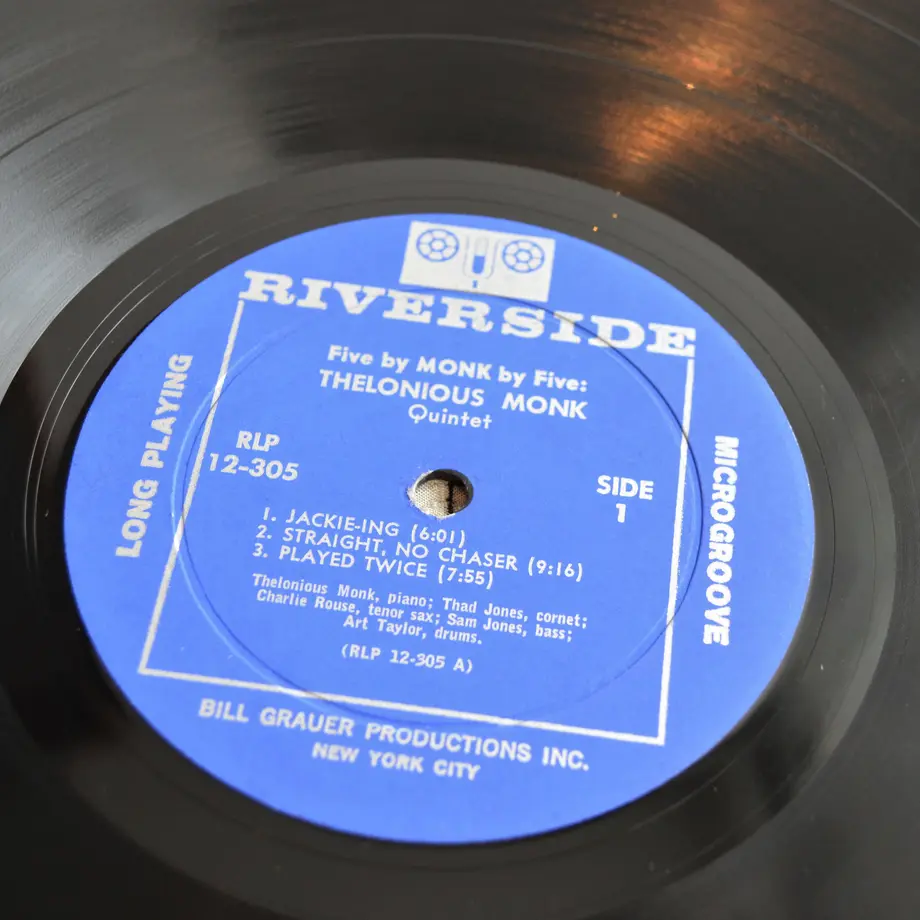 RIVERSIDE
Five by MONK by Five:
THELONIOUS MONK
Quintet
RLP
12-305
SIDE
1
1. JACKIE-ING (6:01)
2. STRAIGHT, NO CHASER (9:16)
3. PLAYED TWICE (7:55)
Thelonious Monk, piano; Thad Jones, cornet;
Charlie Rouse, tenor sax; Sam Jones, bass;
Art Taylor, drums.
(RLP 12-305 A)
LONG PLAYING
MICROGROOVE
BILL GRAUER PRODUCTIONS INC.
NEW YORK CITY